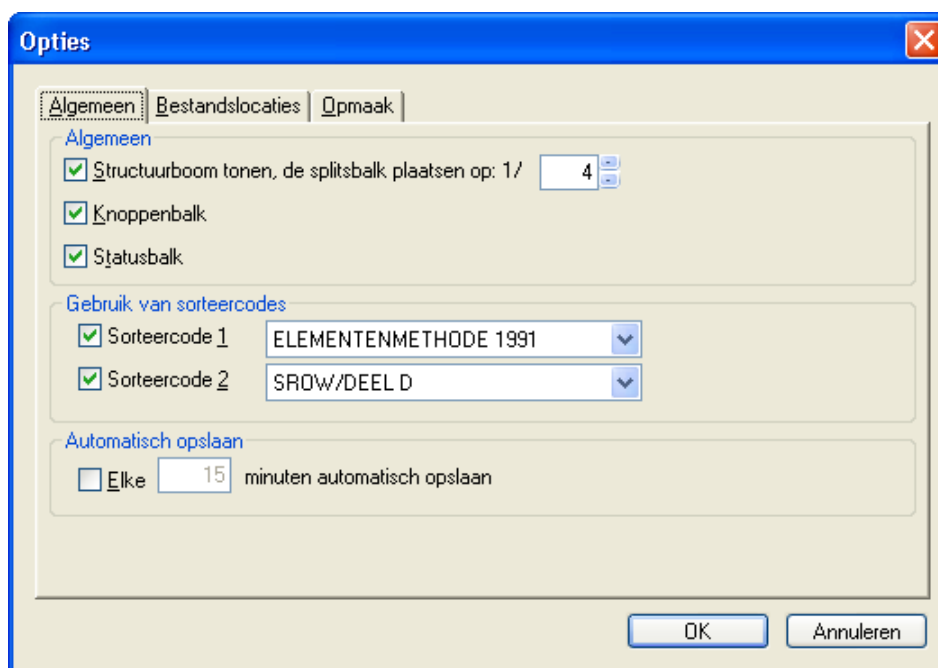 Opties
Algemeen Bestandslocaties Opmaak
Algemeen
Structuurboom tonen, de splitsbalk plaatsen op: 1/ 4
Knoppenbalk
Statusbalk
Gebruik van sorteercodes
Sorteercode 1 ELEMENTENMETHODE 1991
Sorteercode 2 SROW/DEEL D
Automatisch opslaan
Elke 15 minuten automatisch opslaan
OK Annuleren